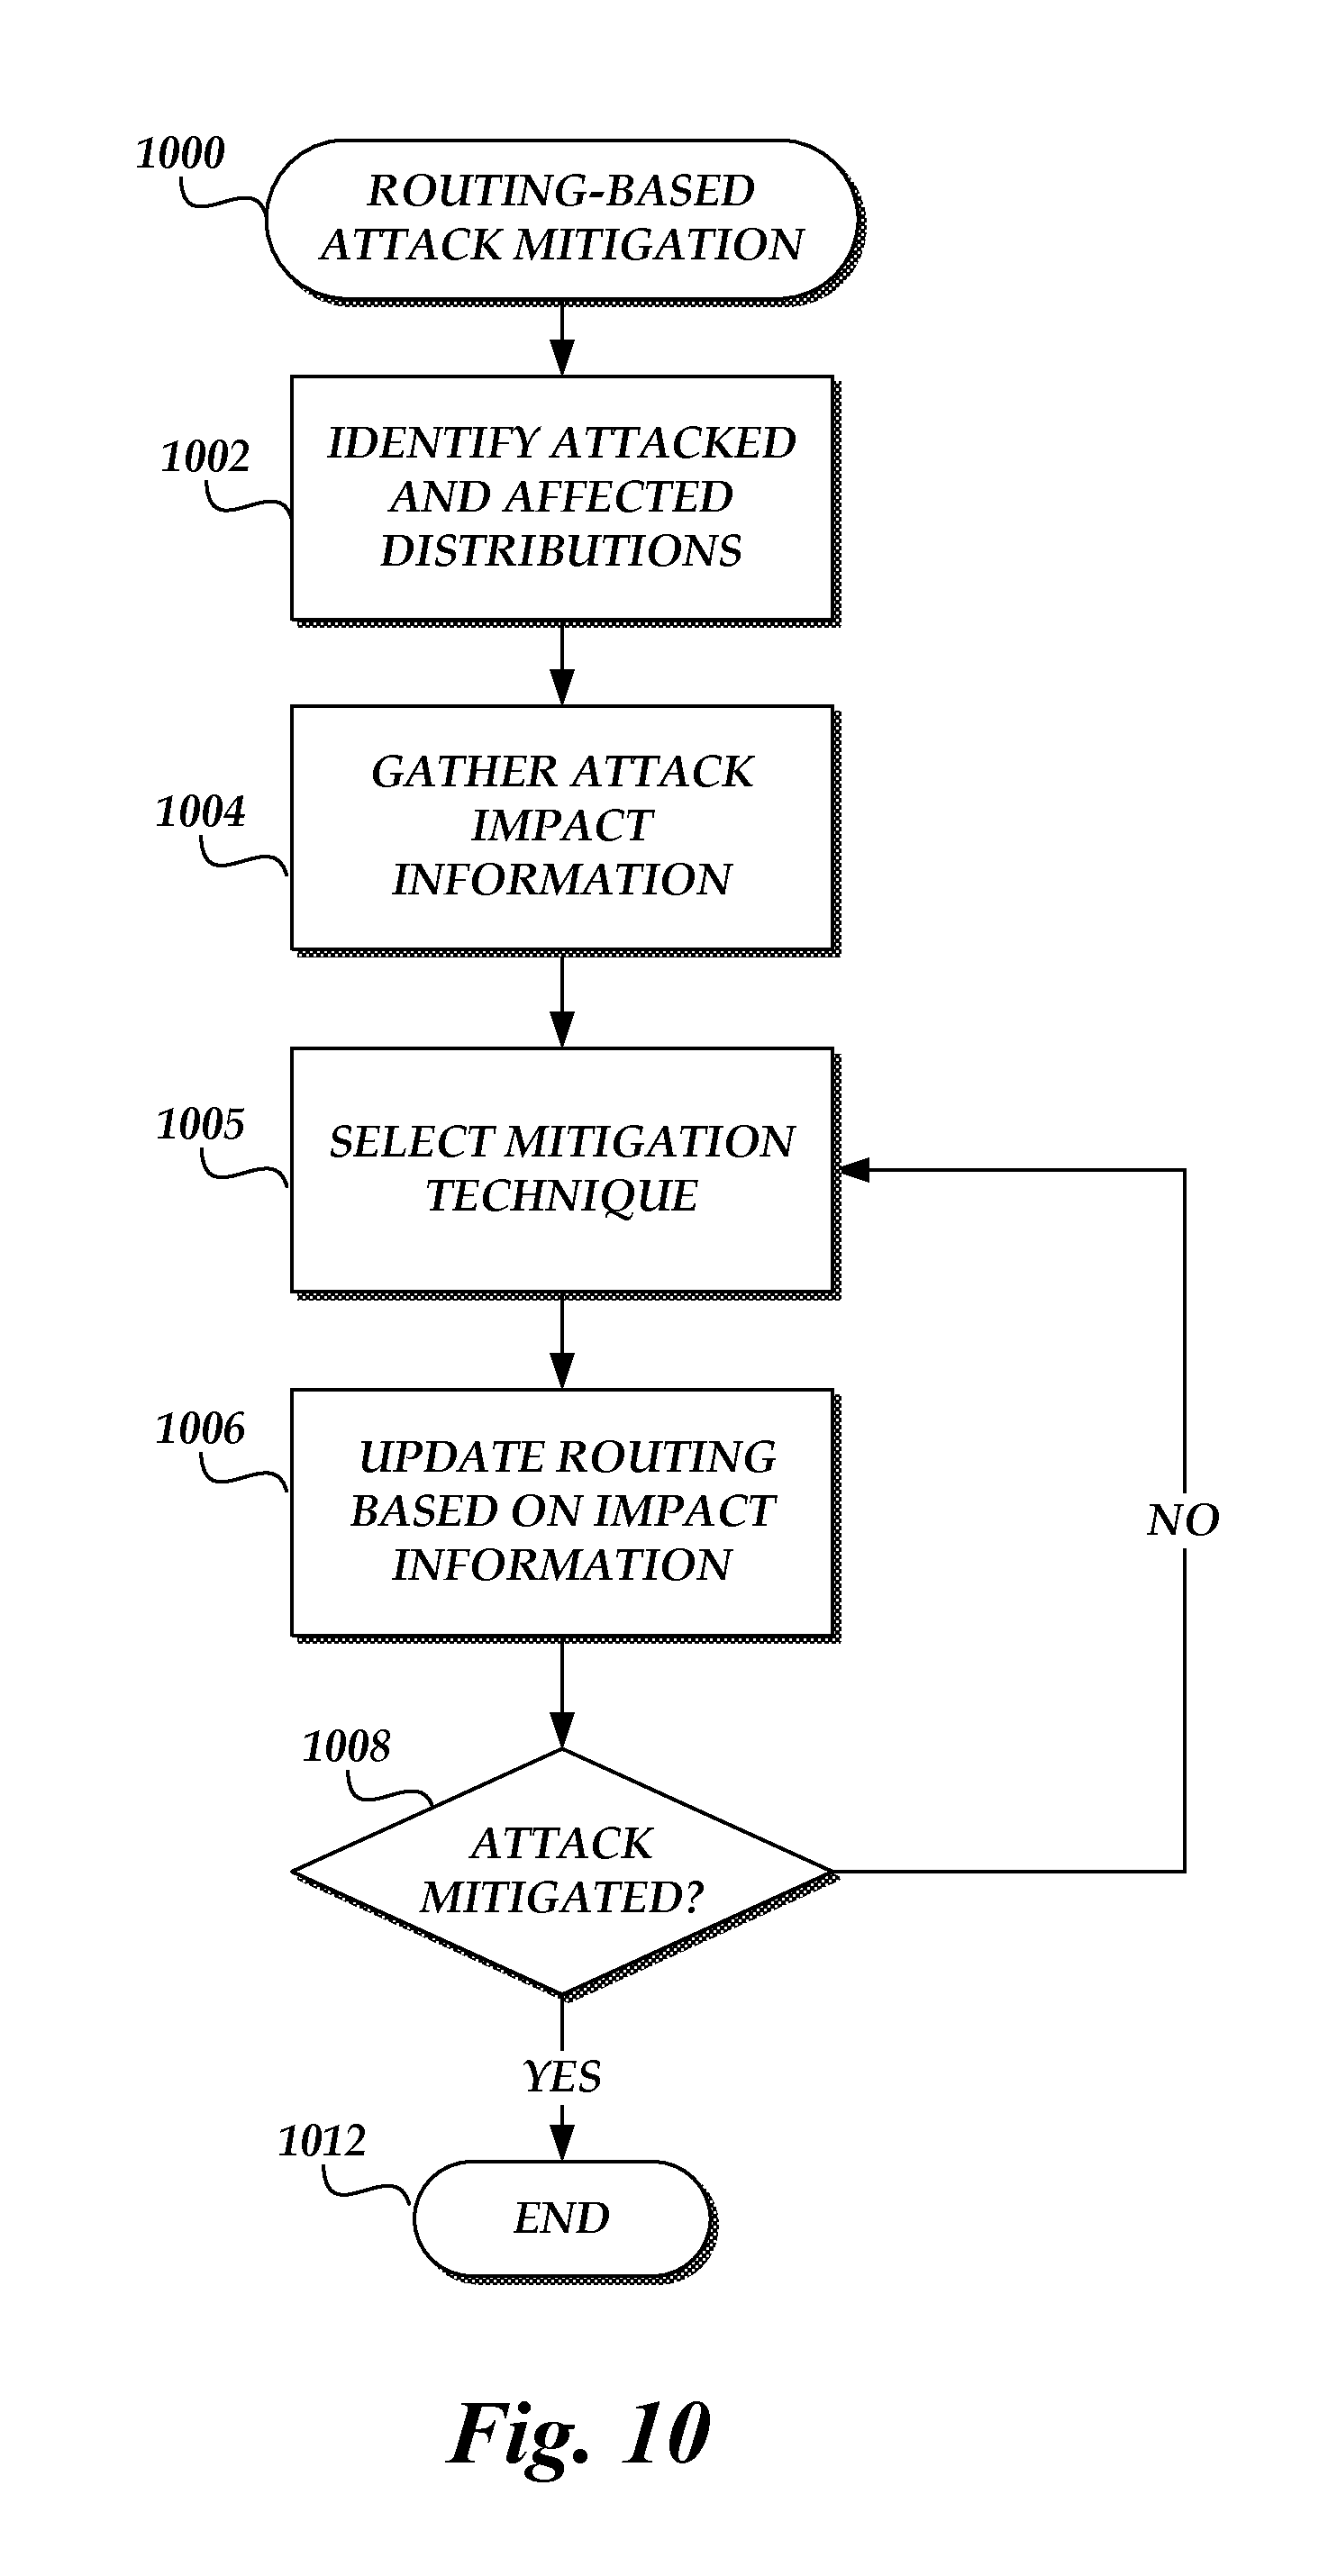 1000
ROUTING-BASED
ATTACK MITIGATION
1002
IDENTIFY ATTACKED
AND AFFECTED
DISTRIBUTIONS
1004
GATHER ATTACK
IMPACT
INFORMATION
1005
SELECT MITIGATION
TECHNIQUE
1006
UPDATE ROUTING
BASED ON IMPACT
INFORMATION
NO
1008
ATTACK
MITIGATED?
YES
1012
END
Fig. 10